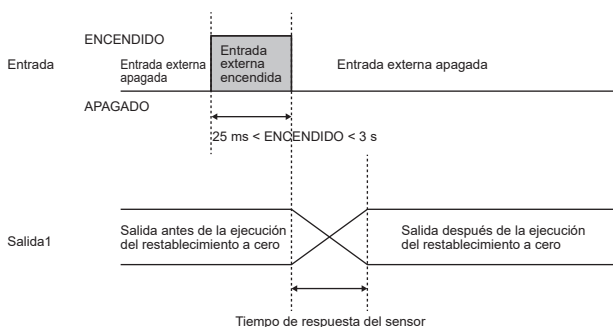 ENCENDIDO
Entrada
Entrada externa
apagada
Entrada
externa
encendida
Entrada externa apagada
APAGADO
25 ms < ENCENDIDO < 3 s
Salida1
Salida antes de la ejecución
del restablecimiento a cero
Salida después de la ejecución
del restablecimiento a cero
Tiempo de respuesta del sensor